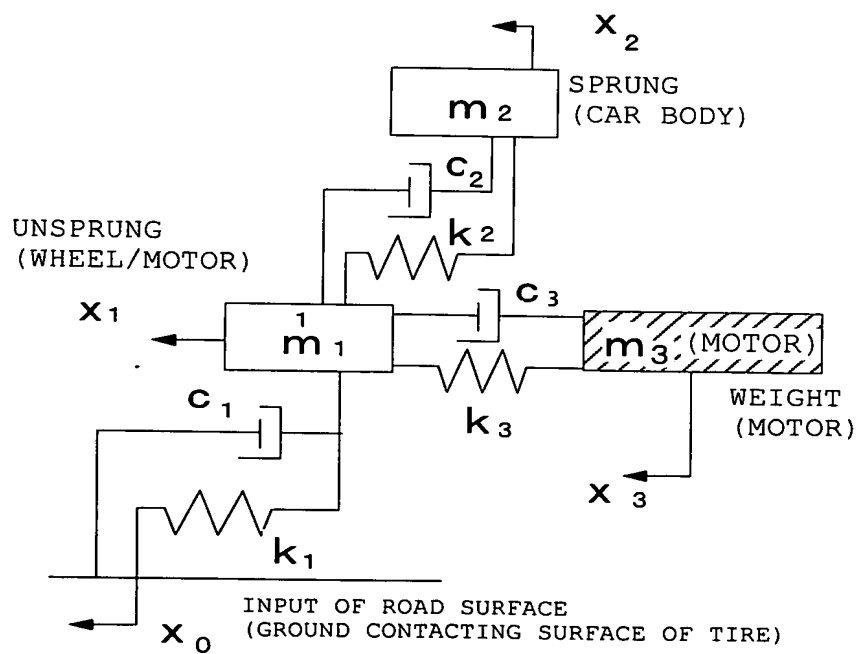 x2
SPRUNG
(CAR BODY)
m2
c2
k2
UNSPRUNG
(WHEEL/MOTOR)
x1
1
m1
c3
k3
m3 (MOTOR)
WEIGHT
(MOTOR)
x3
c1
k1
INPUT OF ROAD SURFACE
(GROUND CONTACTING SURFACE OF TIRE)
x0